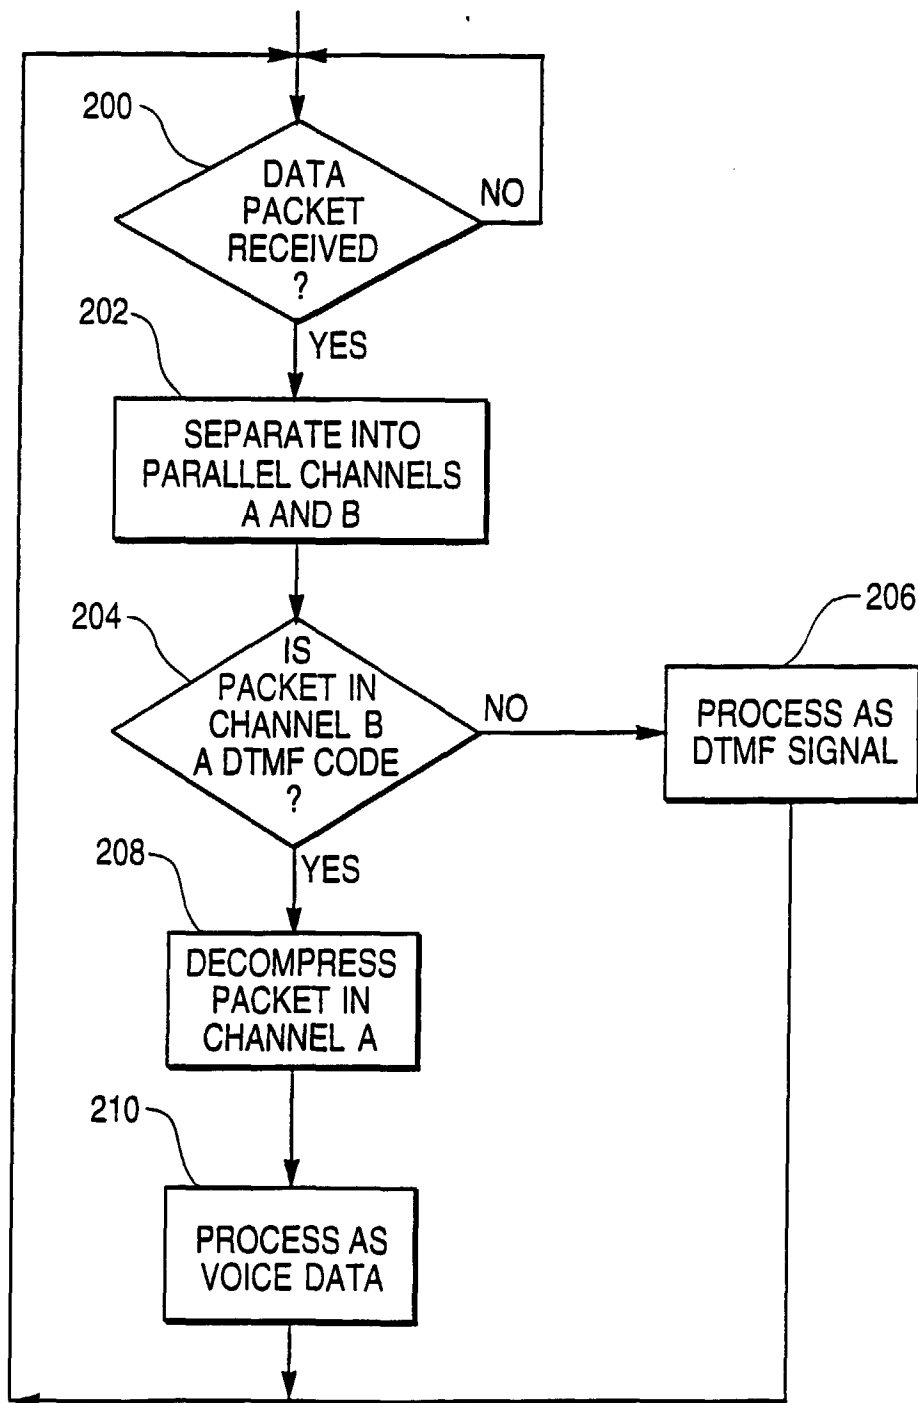 200
DATA
PACKET
RECEIVED
?
NO
YES
202
SEPARATE INTO
PARALLEL CHANNELS
A AND B
204
IS
PACKET IN
CHANNEL B
A DTMF CODE
?
NO
206
PROCESS AS
DTMF SIGNAL
YES
208
DECOMPRESS
PACKET IN
CHANNEL A
210
PROCESS AS
VOICE DATA